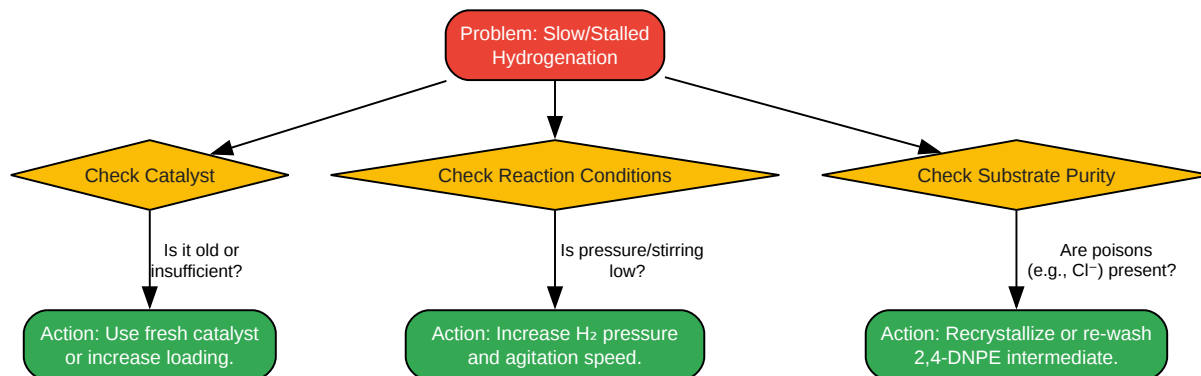 Problem: Slow/Stalled
Hydrogenation
Check Catalyst
Check Reaction Conditions
Check Substrate Purity
Is it old or
insufficient?
Is pressure/stirring
low?
Are poisons
(e.g., Cl⁻) present?
Action: Use fresh catalyst
or increase loading.
Action: Increase H₂ pressure
and agitation speed.
Action: Recrystallize or re-wash
2,4-DNPE intermediate.